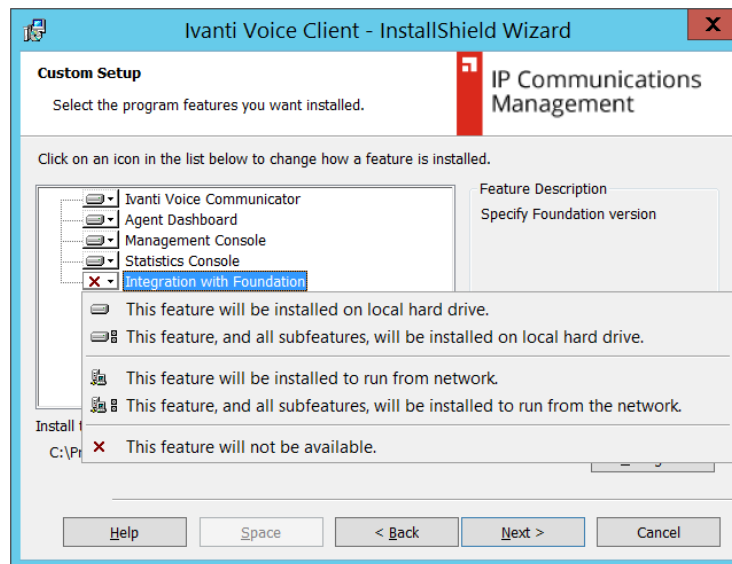 Ivanti Voice Client - InstallShield Wizard
X
Custom Setup
Select the program features you want installed.
IP Communications
Management
Click on an icon in the list below to change how a feature is installed.
Ivanti Voice Communicator
Agent Dashboard
Management Console
Statistics Console
Integration with Foundation
Feature Description
Specify Foundation version
This feature will be installed on local hard drive.
This feature, and all subfeatures, will be installed on local hard drive.
This feature will be installed to run from network.
This feature, and all subfeatures, will be installed to run from the network.
This feature will not be available.
Install
C:\P
Help
Space
< Back
Next >
Cancel